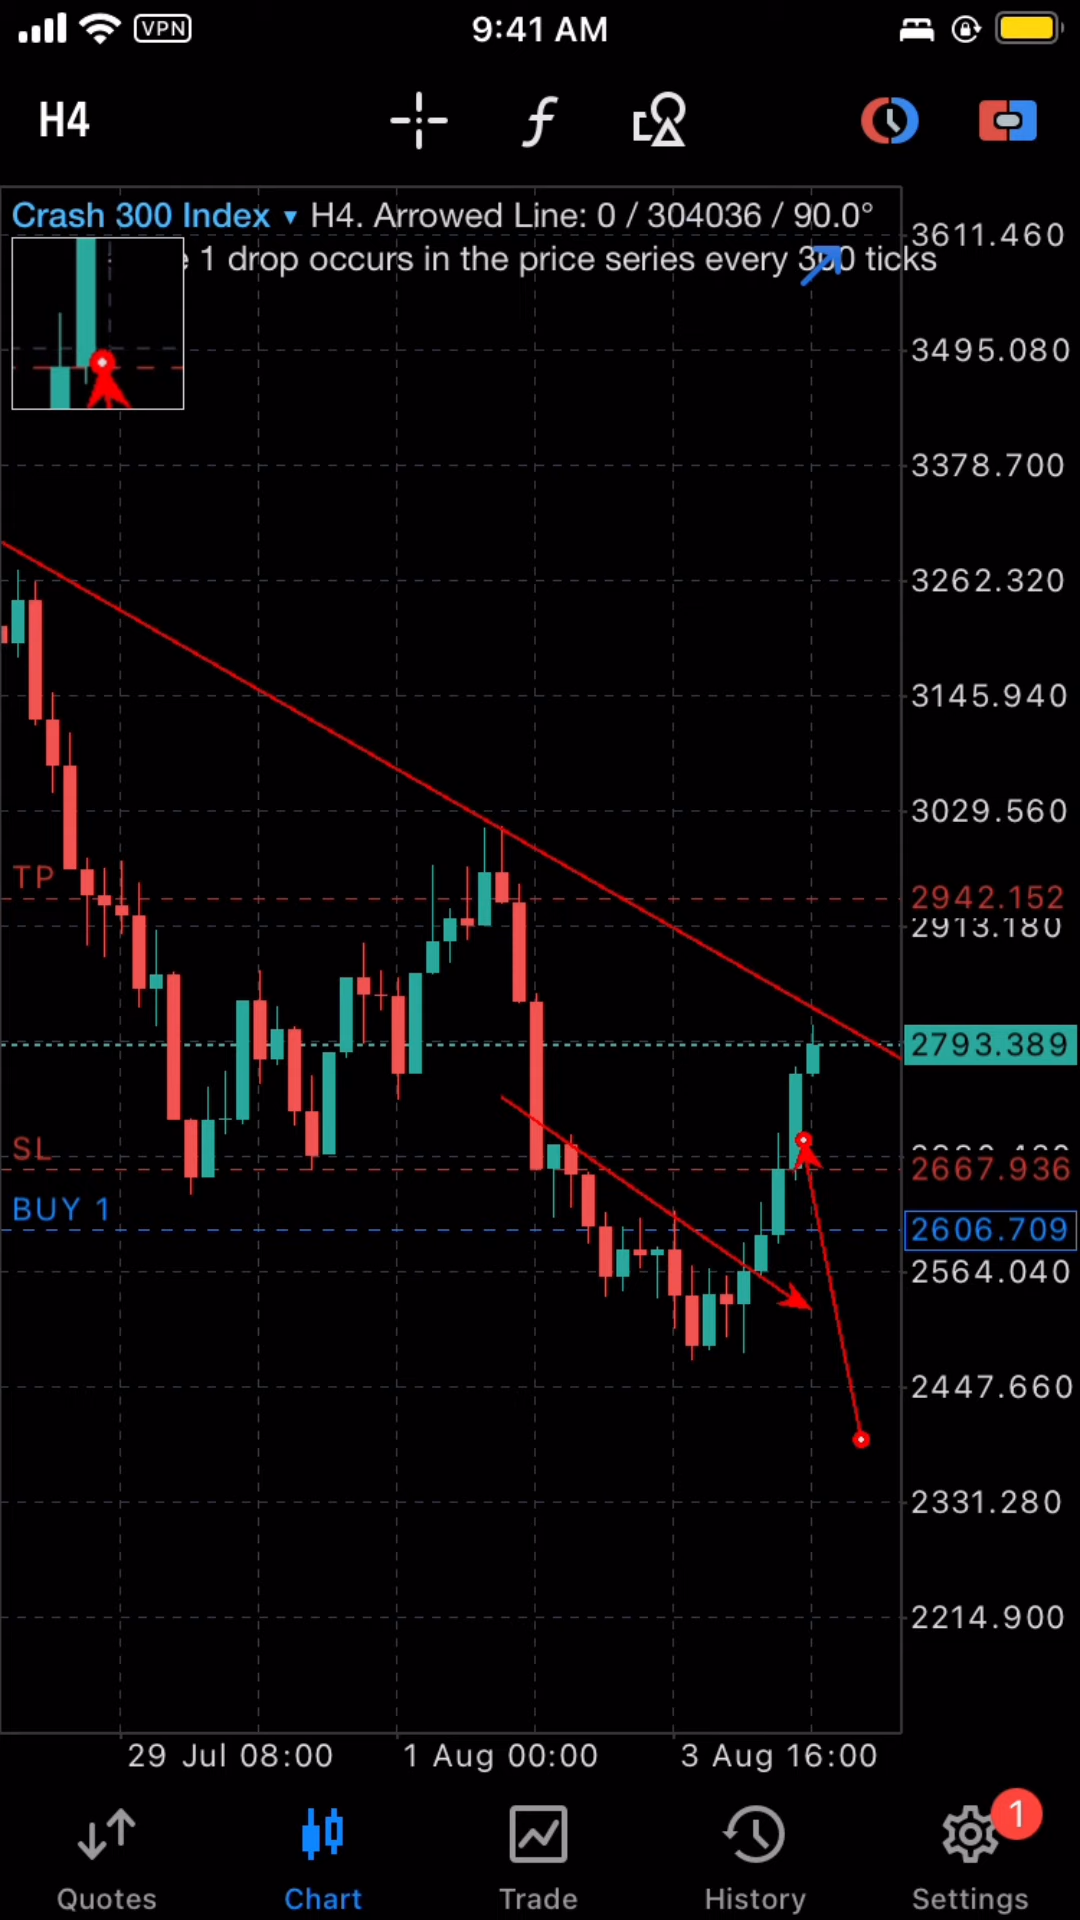 VPN
9:41 AM
H4
Crash 300 Index ▼ H4. Arrowed Line: 0 / 304036 / 90.0°
1 drop occurs in the price series every 300 ticks
3611.460
3495.080
3378.700
3262.320
3145.940
3029.560
TP
2942.152
2913.180
2793.389
SL
2667.936
BUY 1
2606.709
2564.040
2447.660
2331.280
2214.900
29 Jul 08:00
1 Aug 00:00
3 Aug 16:00
1
Quotes
Chart
Trade
History
Settings